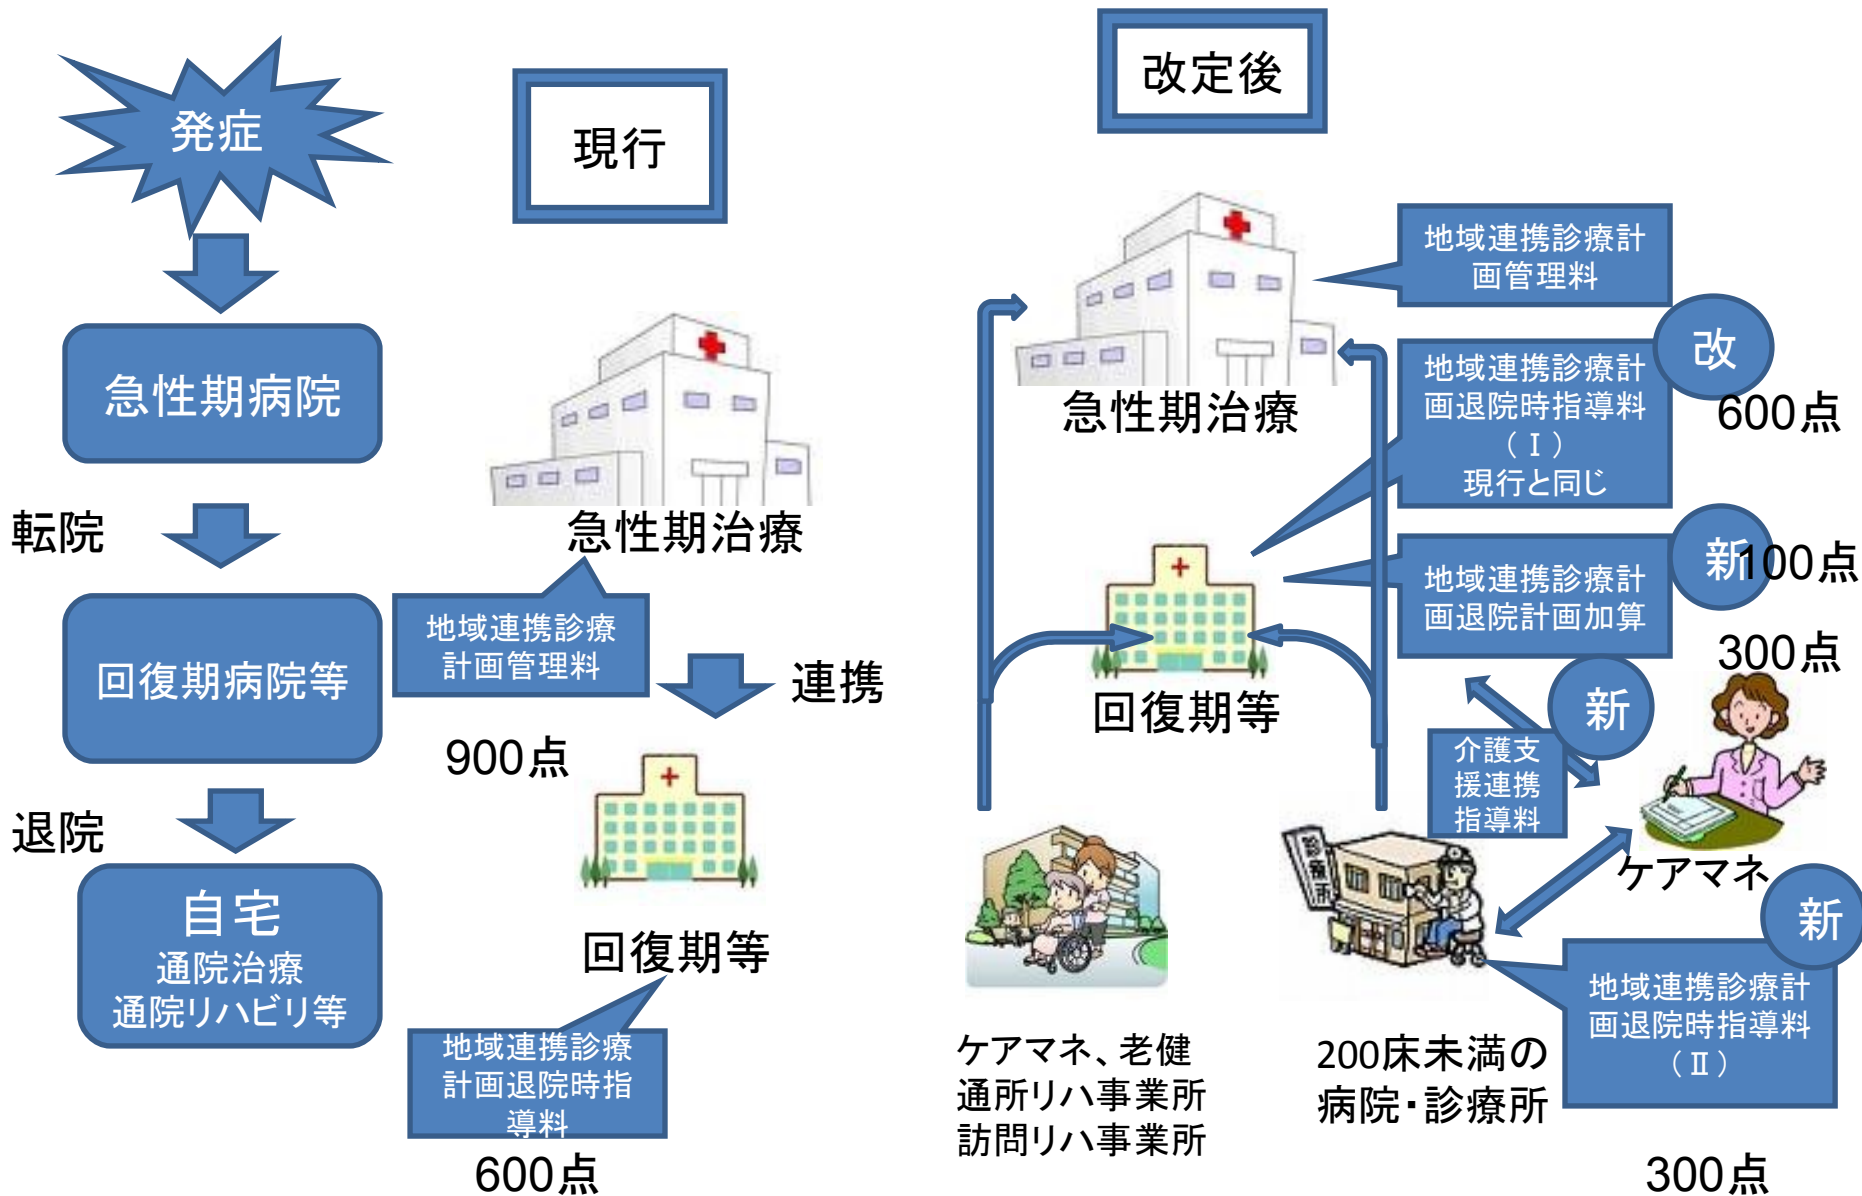 発症
現行
急性期病院
転院
回復期病院等
退院
自宅
通院治療
通院リハビリ等
急性期治療
地域連携診療
計画管理料
900点
連携
回復期等
地域連携診療
計画退院時指
導料
600点
改定後
急性期治療
地域連携診療計
画管理料
改
600点
地域連携診療計
画退院時指導料
(Ⅰ)
現行と同じ
新
100点
地域連携診療計
画退院計画加算
300点
回復期等
新
介護支
援連携
指導料
ケアマネ
診療所
新
地域連携診療計
画退院時指導料
(Ⅱ)
300点
ケアマネ、老健
通所リハ事業所
訪問リハ事業所
200床未満の
病院・診療所